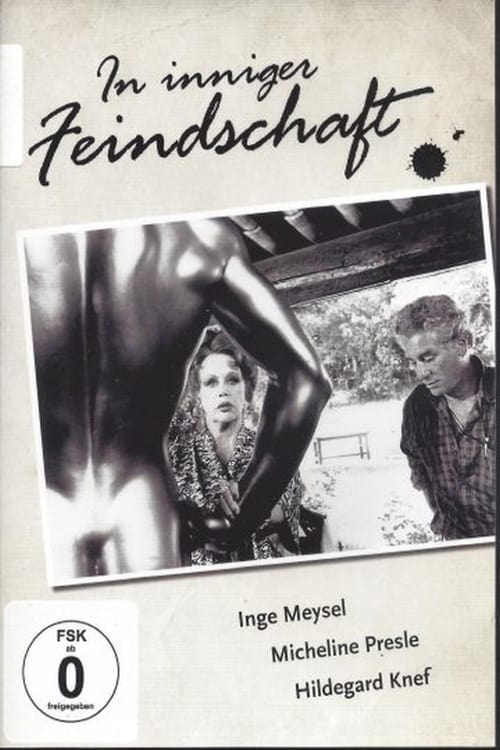 In inniger
Feindschaft
Inge Meysel
Micheline Presle
Hildegard Knef
FSK
ab
0
freigegeben